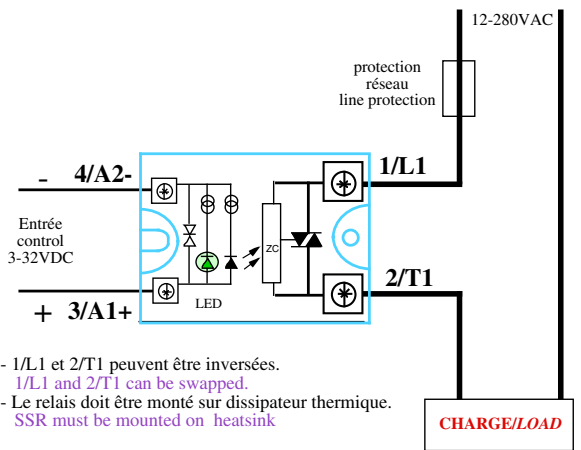 12-280VAC
protection
réseau
line protection
- 4/A2-
1/L1
Entrée
control
3-32VDC
ZC
+ 3/A1+
LED
2/T1
- 1/L1 et 2/T1 peuvent être inversées.
1/L1 and 2/T1 can be swapped.
- Le relais doit être monté sur dissipateur thermique.
SSR must be mounted on heatsink
CHARGE/LOAD